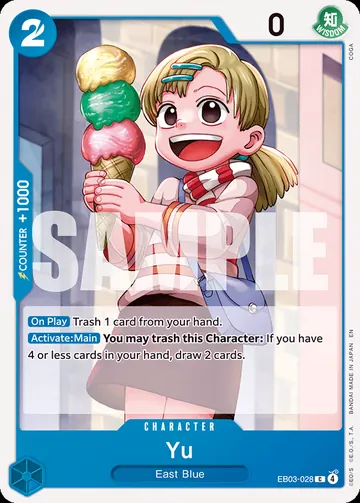 2
0
知
WISDOM
COGA
COUNTER +1000
SAMPLE
On Play Trash 1 card from your hand.
Activate:Main You may trash this Character: If you have
4 or less cards in your hand, draw 2 cards.
CHARACTER
Yu
East Blue
EB03-028 C 4
©E/S ©E.O./S., T.A. BANDAI MADE IN JAPAN EN